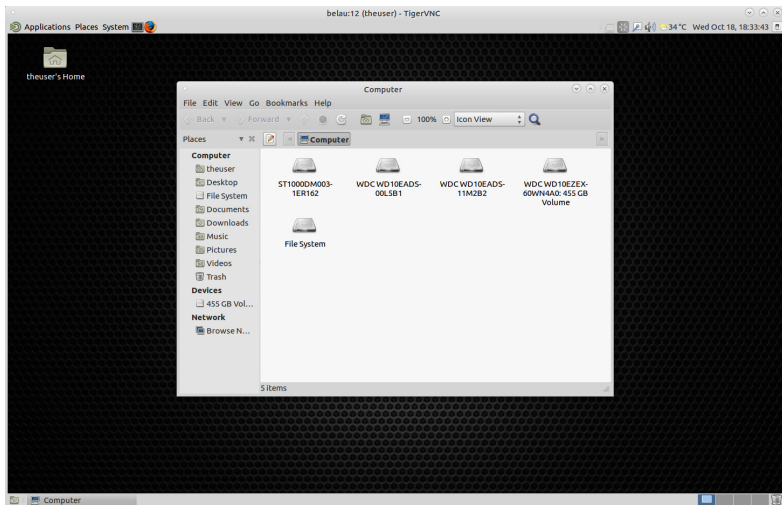 belau:12 (theuser) - TigerVNC
Applications Places System
34 °C Wed Oct 18, 18:33:43
theuser's Home
Computer
File Edit View Go Bookmarks Help
Back Forward 100% Icon View
Places Computer
Computer
theuser
Desktop
File System
Documents
Downloads
Music
Pictures
Videos
Trash
Devices
455 GB Vol...
Network
Browse N...
ST1000DM003-
1ER162
WDC WD10EADS-
00L5B1
WDC WD10EADS-
11M2B2
WDC WD10EZEX-
60WN4A0: 455 GB
Volume
File System
5 items
Computer